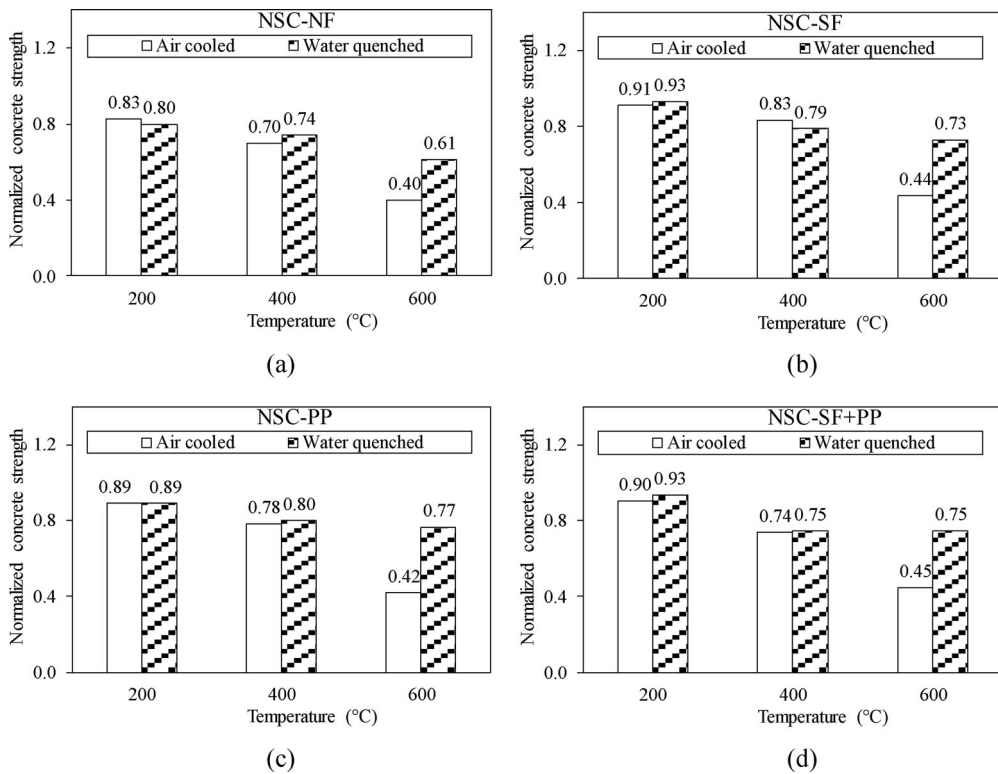 NSC-NF
Air cooled
Water quenched
Normalized concrete strength
1.2
0.8
0.4
0.0
0.83
0.80
0.70
0.74
0.40
0.61
200
400
600
Temperature (°C)
(a)
NSC-SF
Air cooled
Water quenched
Normalized concrete strength
1.2
0.8
0.4
0.0
0.91
0.93
0.83
0.79
0.44
0.73
200
400
600
Temperature (°C)
(b)
NSC-PP
Air cooled
Water quenched
Normalized concrete strength
1.2
0.8
0.4
0.0
0.89
0.89
0.78
0.80
0.42
0.77
200
400
600
Temperature (°C)
(c)
NSC-SF+PP
Air cooled
Water quenched
Normalized concrete strength
1.2
0.8
0.4
0.0
0.90
0.93
0.74
0.75
0.45
0.75
200
400
600
Temperature (°C)
(d)